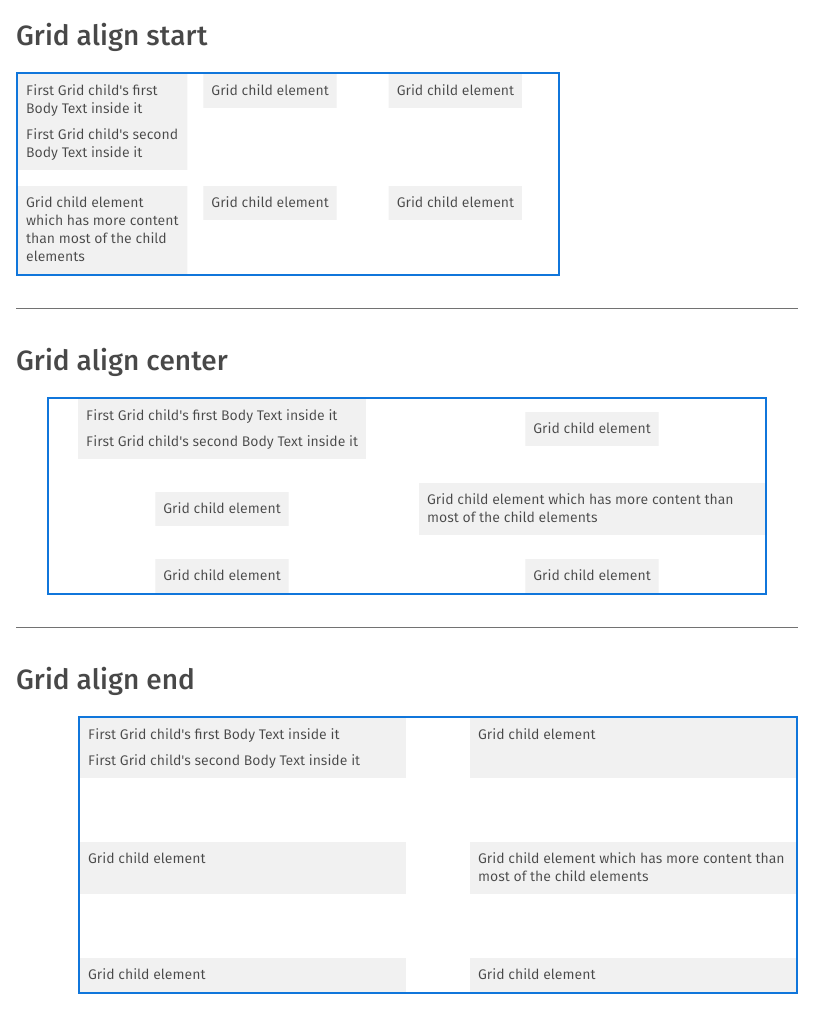 Grid align start
First Grid child's first
Body Text inside it
First Grid child's second
Body Text inside it
Grid child element
Grid child element
Grid child element
which has more content
than most of the child
elements
Grid child element
Grid child element
Grid align center
First Grid child's first Body Text inside it
First Grid child's second Body Text inside it
Grid child element
Grid child element
Grid child element which has more content than
most of the child elements
Grid child element
Grid child element
Grid align end
First Grid child's first Body Text inside it
First Grid child's second Body Text inside it
Grid child element
Grid child element
Grid child element which has more content than
most of the child elements
Grid child element
Grid child element